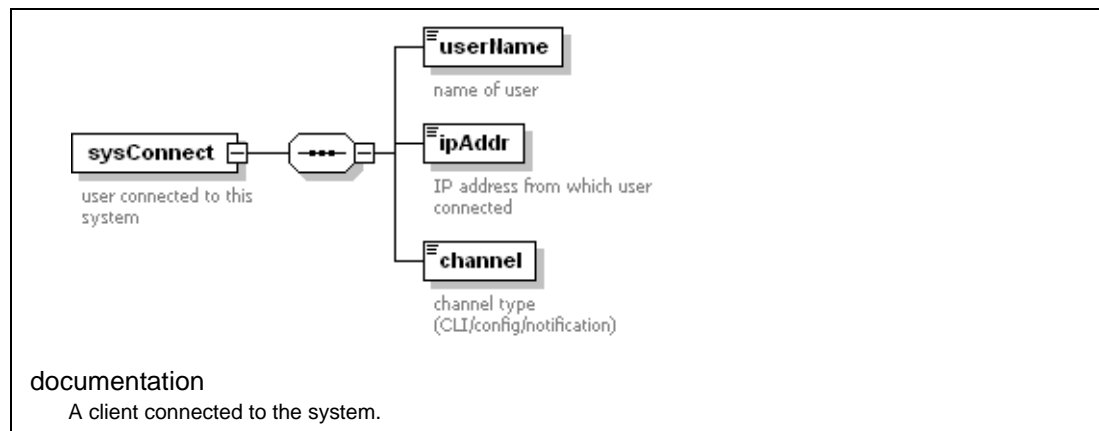 userName
name of user
sysConnect
user connected to this
system
ipAddr
IP address from which user
connected
channel
channel type
(CLI/config/notification)
documentation
A client connected to the system.